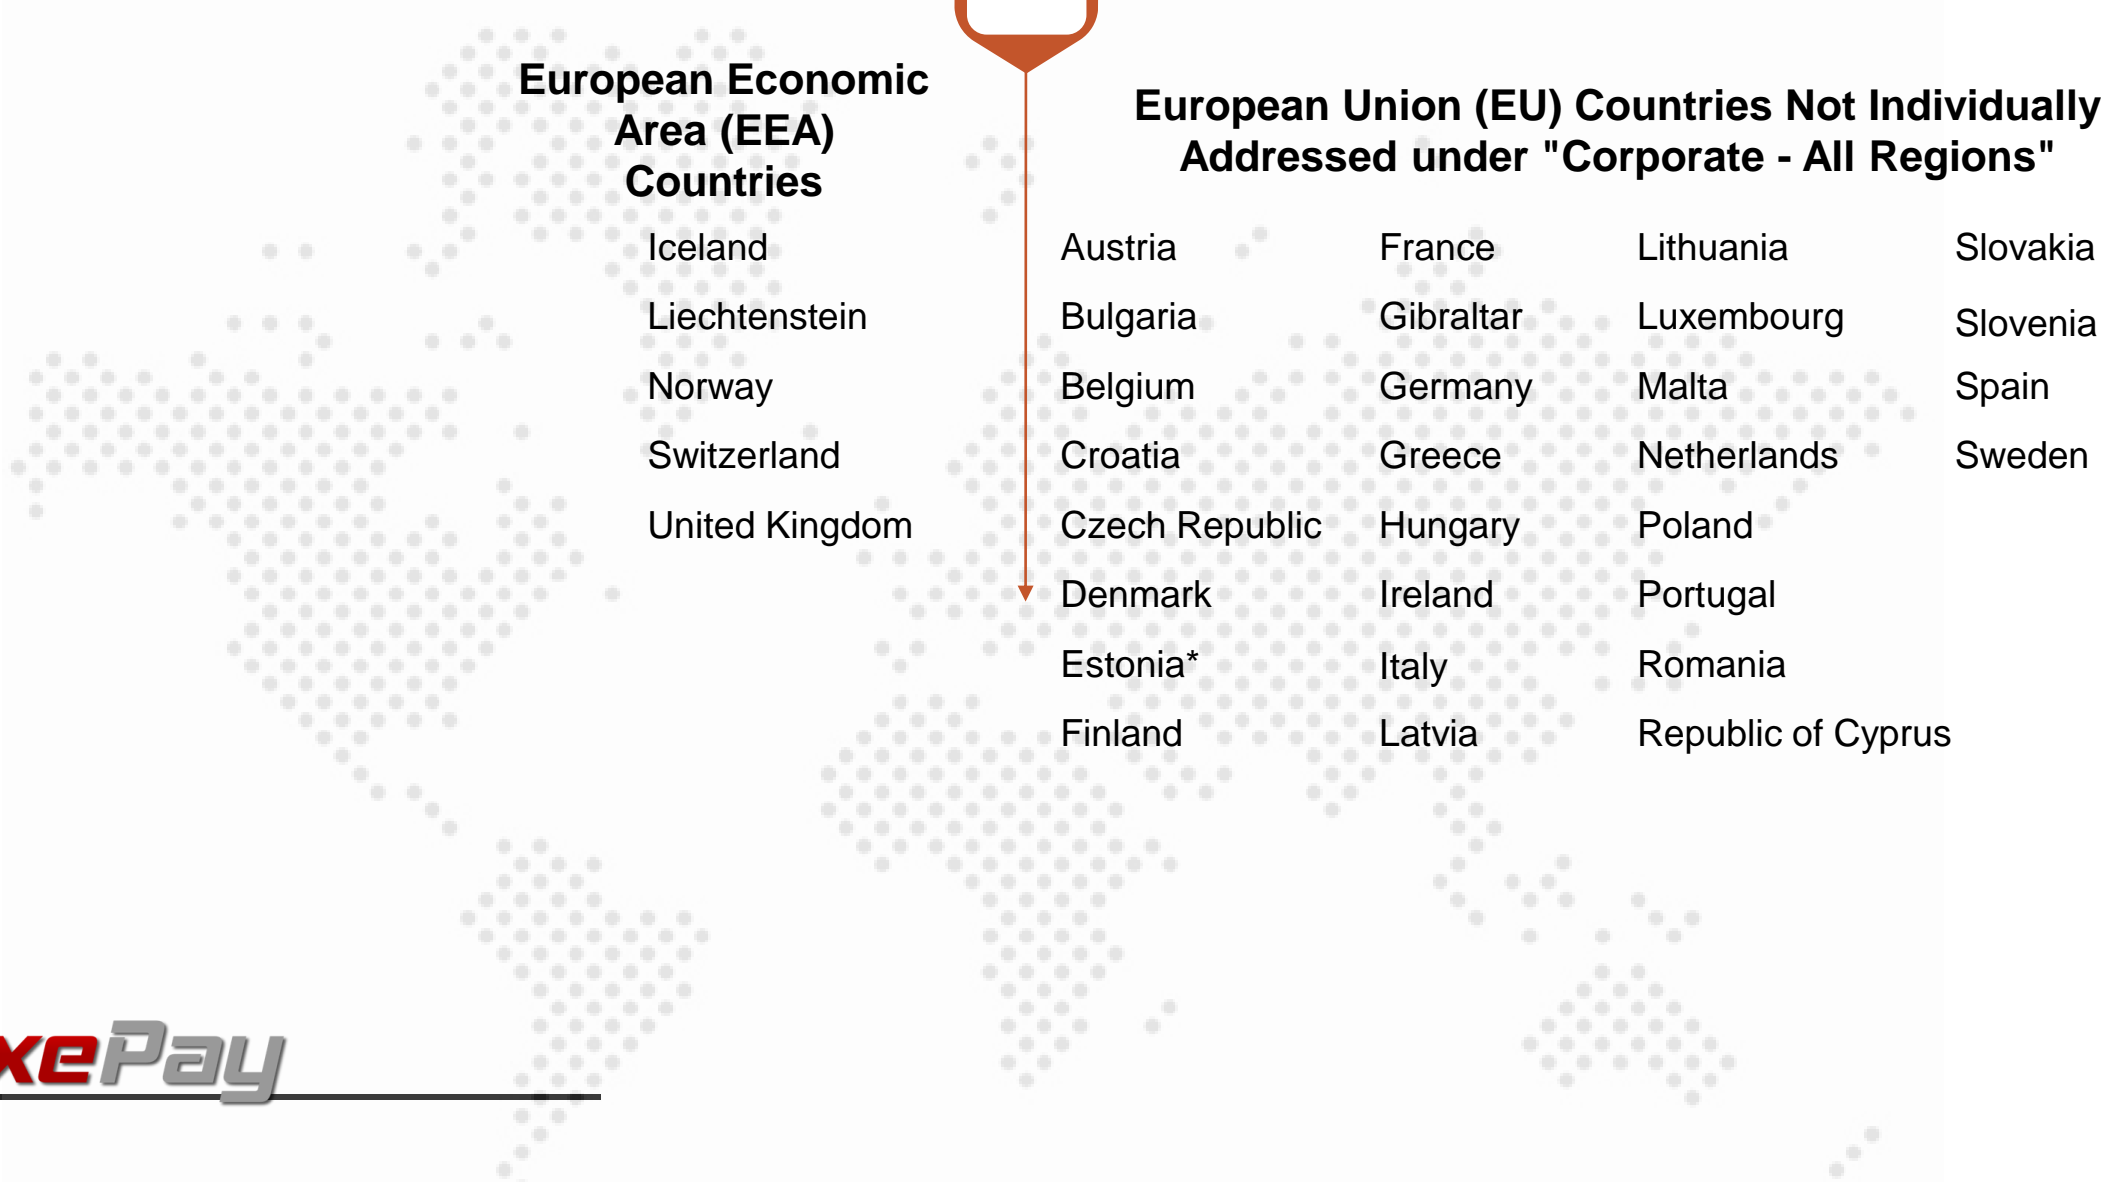 European Economic
Area (EEA)
Countries
Iceland
Liechtenstein
Norway
Switzerland
United Kingdom
European Union (EU) Countries Not Individually
Addressed under "Corporate - All Regions"
Austria
Bulgaria
Belgium
Croatia
Czech Republic
Denmark
Estonia*
Finland
France
Gibraltar
Germany
Greece
Hungary
Ireland
Italy
Latvia
Lithuania
Luxembourg
Malta
Netherlands
Poland
Portugal
Romania
Republic of Cyprus
Slovakia
Slovenia
Spain
Sweden
xePay